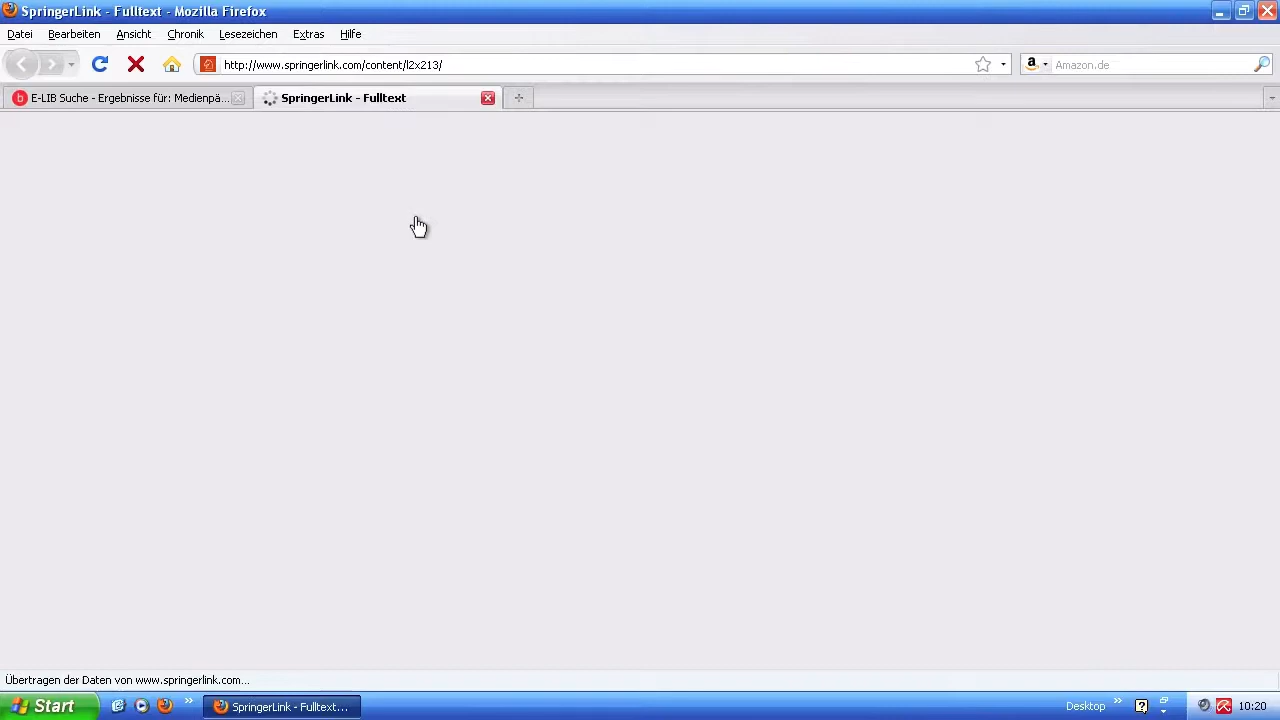 SpringerLink - Fulltext - Mozilla Firefox
Datei Bearbeiten Ansicht Chronik Lesezeichen Extras Hilfe
http://www.springerlink.com/content/l2x213/
a Amazon.de
b E-LIB Suche - Ergebnisse für: Medienpä...
SpringerLink - Fulltext
Übertragen der Daten von www.springerlink.com...
Start
»
SpringerLink - Fulltext...
Desktop » ? 10:20